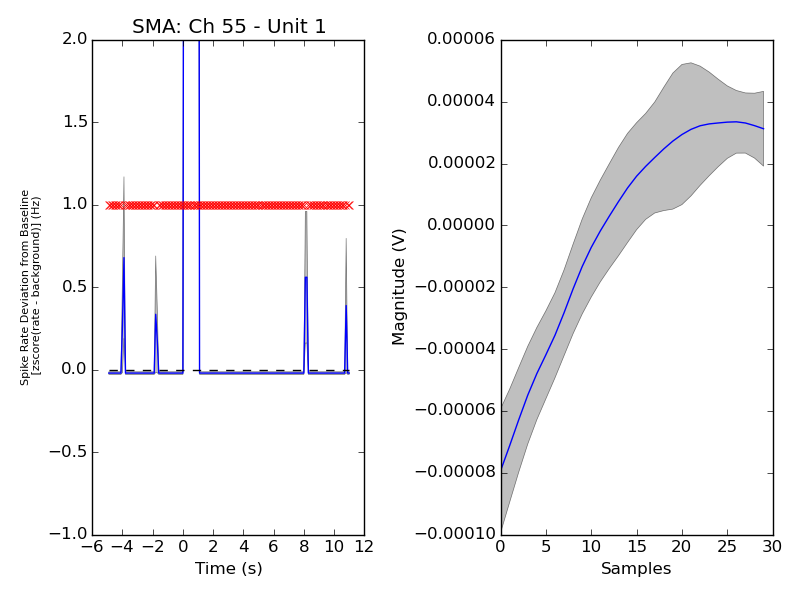 SMA: Ch 55 - Unit 1
Spike Rate Deviation from Baseline
[zscore(rate - background)] (Hz)
2.0
1.5
1.0
0.5
0.0
−0.5
−1.0
−6 −4 −2 0 2 4 6 8 10 12
Time (s)
Magnitude (V)
0.00006
0.00004
0.00002
0.00000
−0.00002
−0.00004
−0.00006
−0.00008
−0.00010
0 5 10 15 20 25 30
Samples